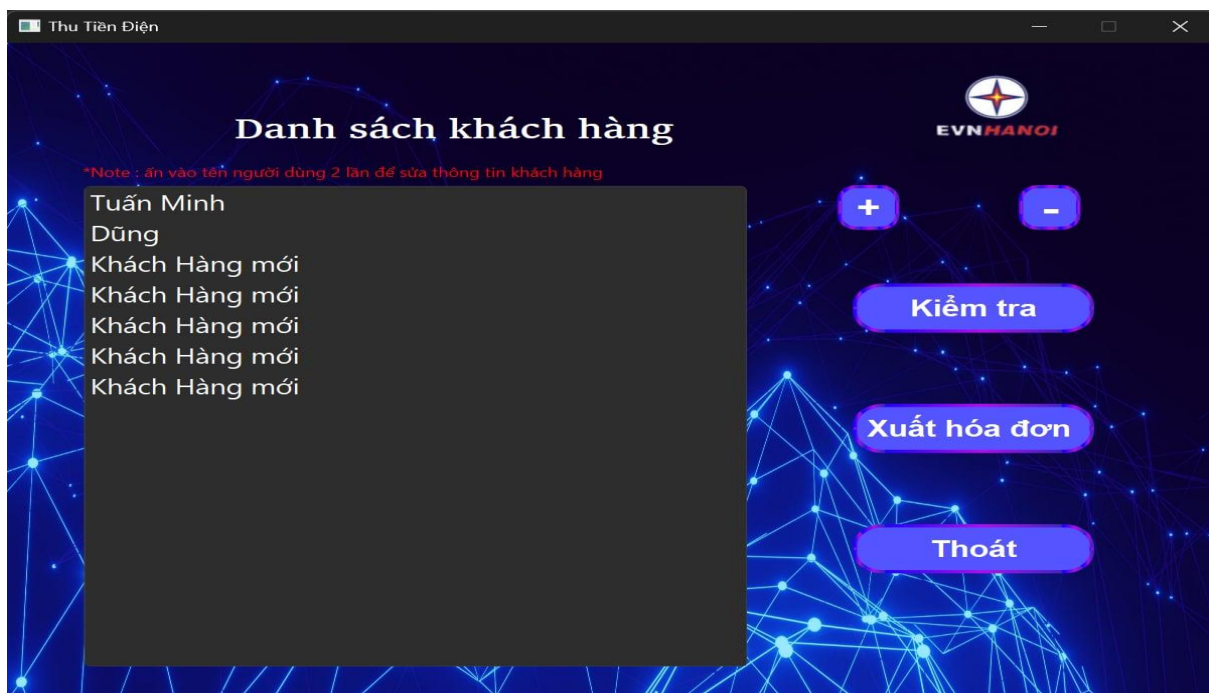 Thu Tiền Điện
Danh sách khách hàng
EVNHANOI
*Note : ấn vào tên người dùng 2 lần để sửa thông tin khách hàng
Tuấn Minh
Dũng
Khách Hàng mới
Khách Hàng mới
Khách Hàng mới
Khách Hàng mới
Khách Hàng mới
+
-
Kiểm tra
Xuất hóa đơn
Thoát